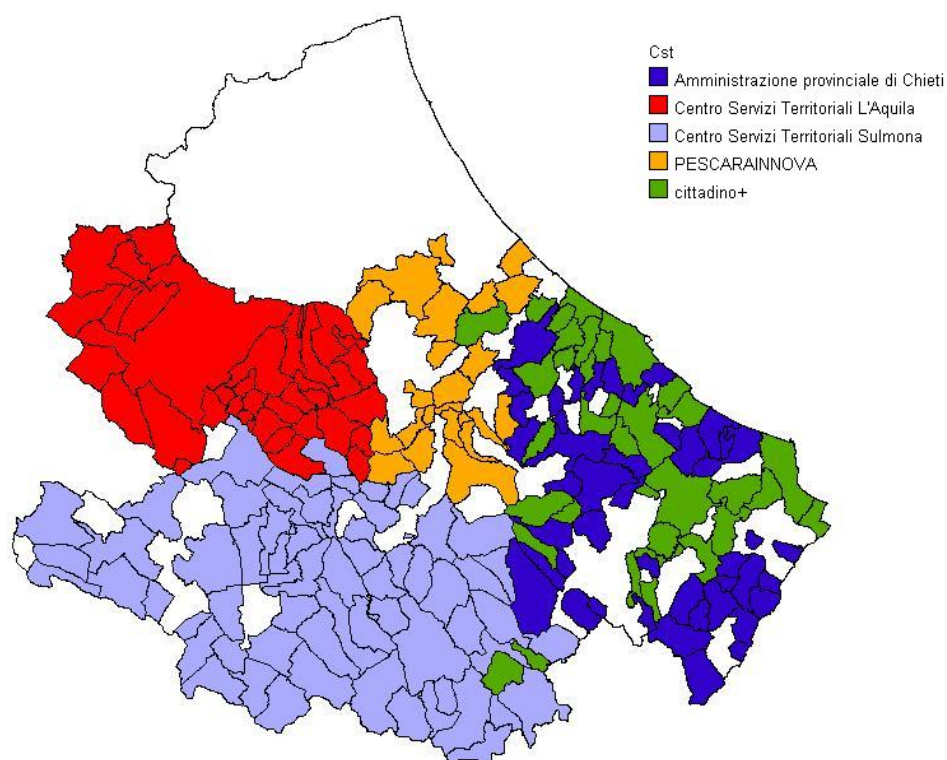 Cst
Amministrazione provinciale di Chieti
Centro Servizi Territoriali L'Aquila
Centro Servizi Territoriali Sulmona
PESCARAINNOVA
cittadino+